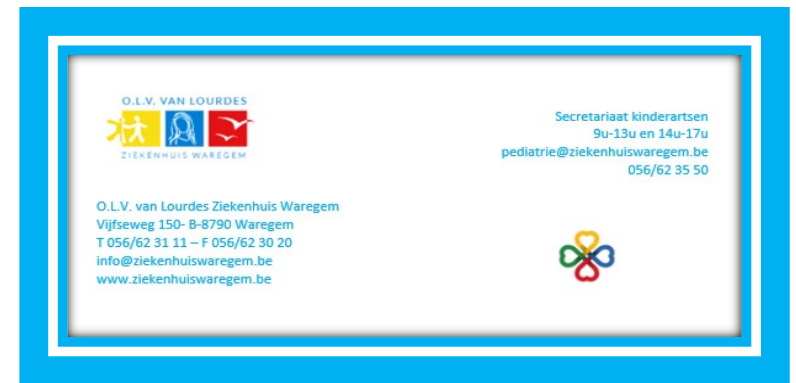 O.L.V. VAN LOURDES
ZIEKENHUIS WAREGEM
Secretariaat kinderartsen
9u-13u en 14u-17u
pediatrie@ziekenhuiswaregem.be
056/62 35 50
O.L.V. van Lourdes Ziekenhuis Waregem
Vijfseweg 150- B-8790 Waregem
T 056/62 31 11 – F 056/62 30 20
info@ziekenhuiswaregem.be
www.ziekenhuiswaregem.be